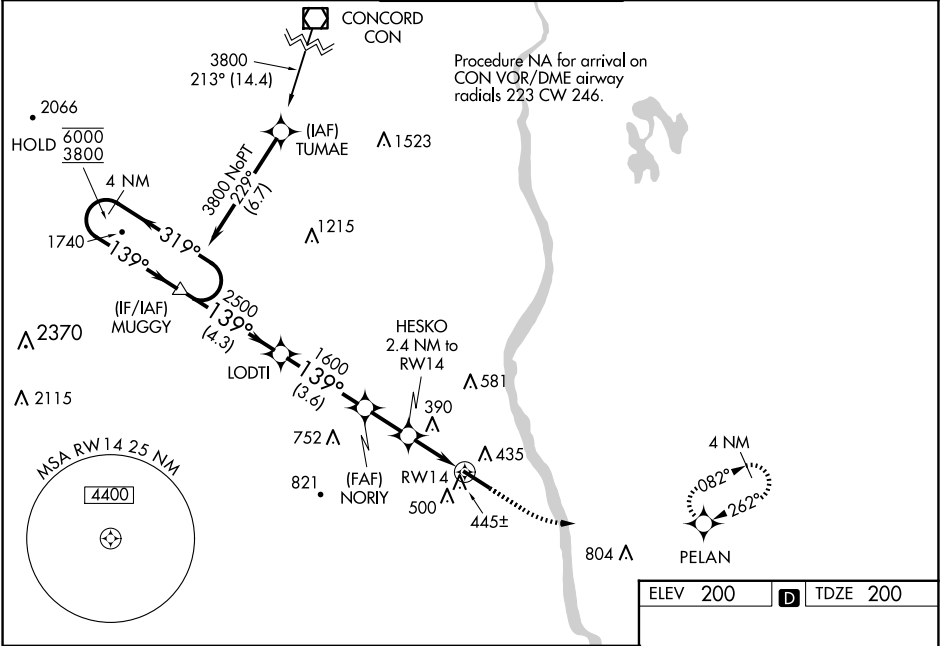 CONCORD
CON
3800
213° (14.4)
Procedure NA for arrival on
CON VOR/DME airway
radials 223 CW 246.
2066
HOLD 6000
3800
(IAF)
TUMAE
1523
4 NM
3800 NoPT
229°
(6.7)
1215
319°
1740
139°
(IF/IAF)
MUGGY
2500
139°
(4.3)
HESKO
2.4 NM to
RW14
2370
LODTI
1600
139°
(3.6)
581
2115
390
752
435
4 NM
MSA RW14 25 NM
821
(FAF)
NORIY
RW14
082°
4400
500
262°
445±
804
PELAN
ELEV 200 D TDZE 200